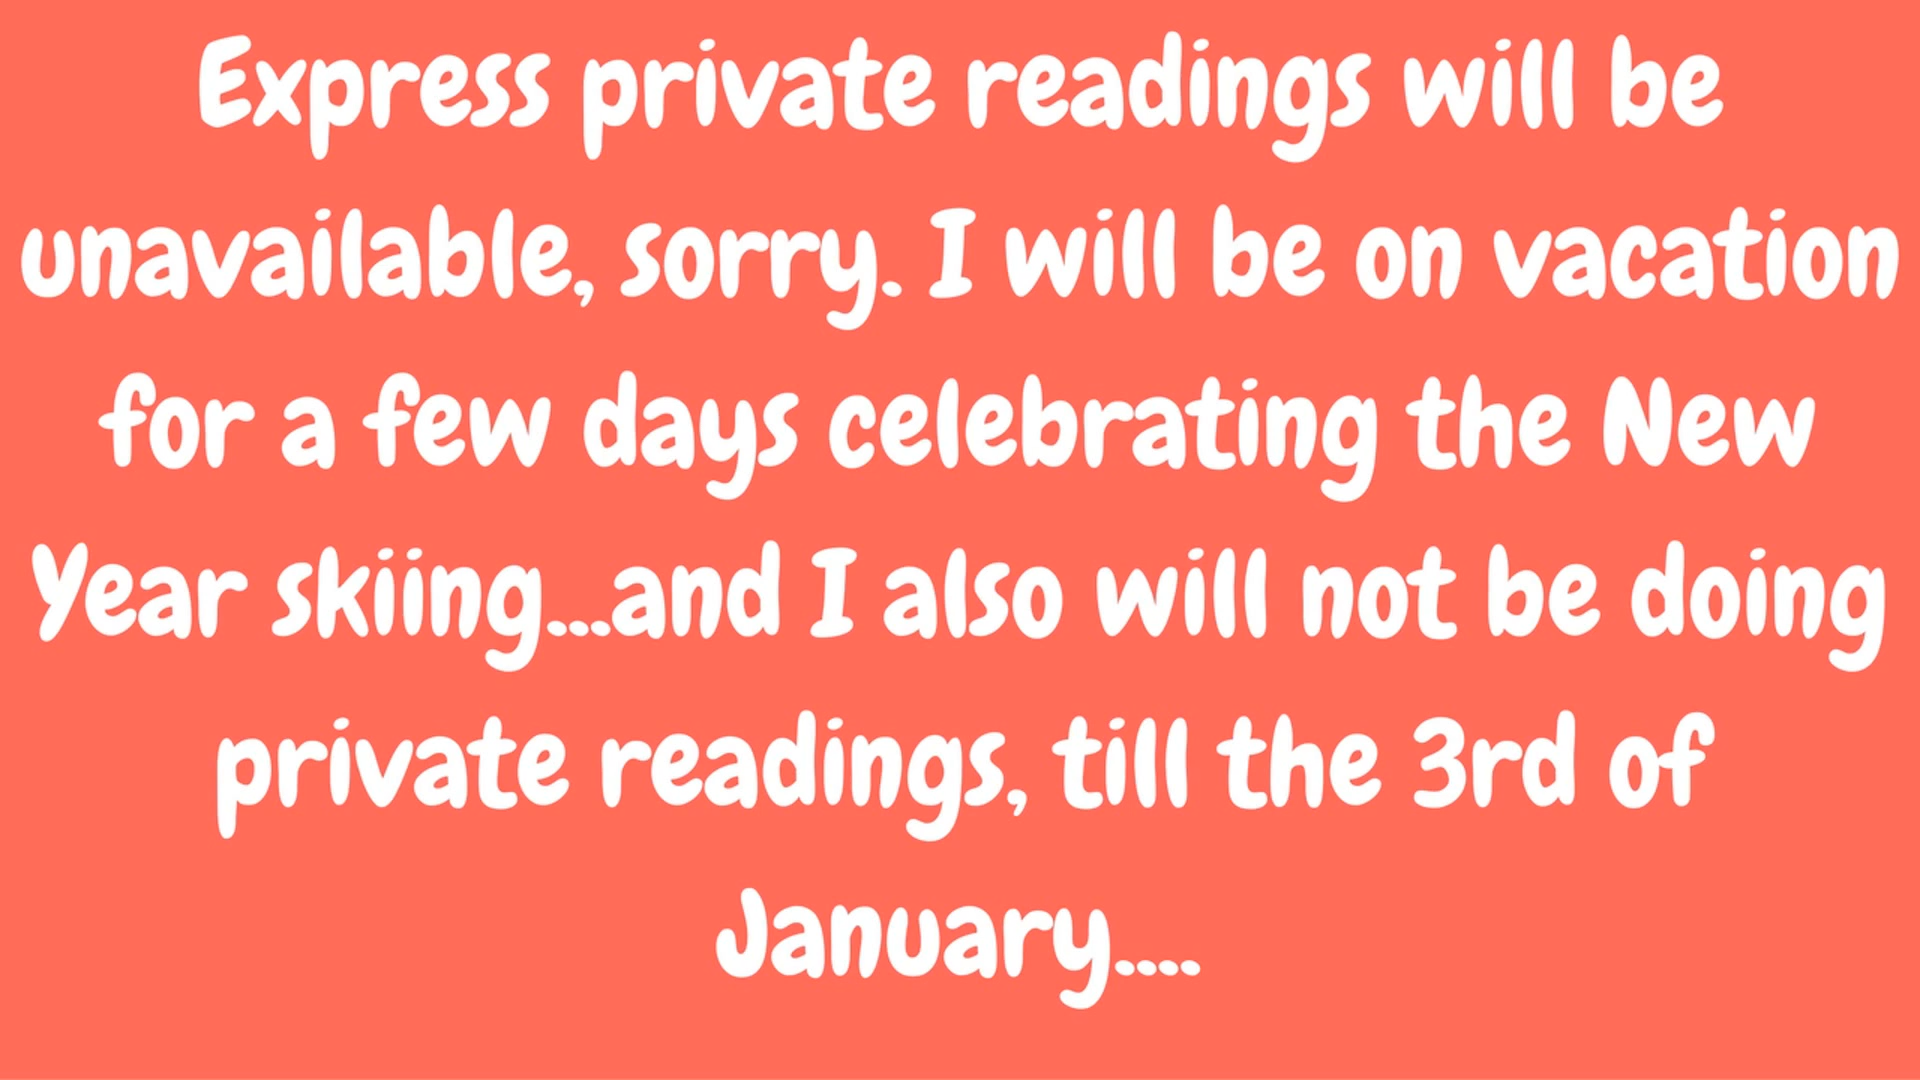 Express private readings will be
unavailable, sorry. I will be on vacation
for a few days celebrating the New
Year skiing...and I also will not be doing
private readings, till the 3rd of
January....